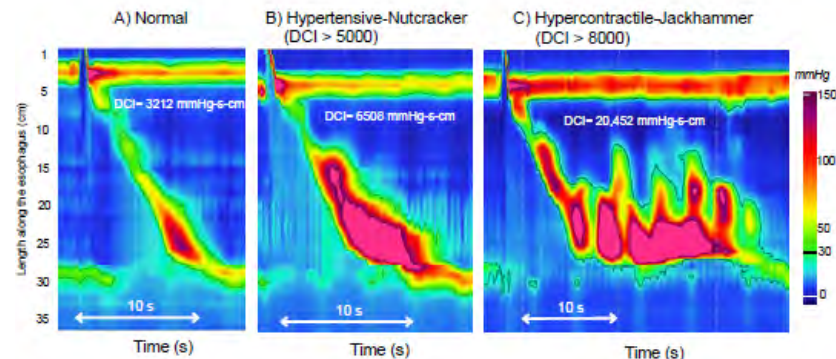 A) Normal
B) Hypertensive-Nutcracker
(DCI > 5000)
C) Hypercontractile-Jackhammer
(DCI > 8000)
Length along the esophagus (cm)
1
5
10
15
20
25
30
35
DCI= 3212 mmHg-s-cm
DCI= 6508 mmHg-s-cm
DCI= 20,452 mmHg-s-cm
mmHg
150
100
50
30
0
10 s
10 s
10 s
Time (s)
Time (s)
Time (s)